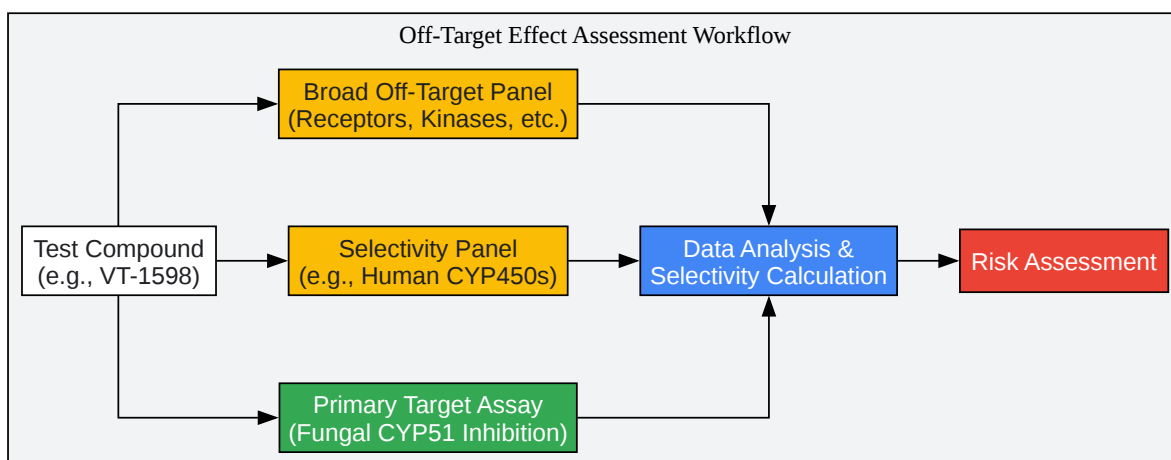 Off-Target Effect Assessment Workflow
Broad Off-Target Panel
(Receptors, Kinases, etc.)
Test Compound
(e.g., VT-1598)
Selectivity Panel
(e.g., Human CYP450s)
Data Analysis &
Selectivity Calculation
Risk Assessment
Primary Target Assay
(Fungal CYP51 Inhibition)